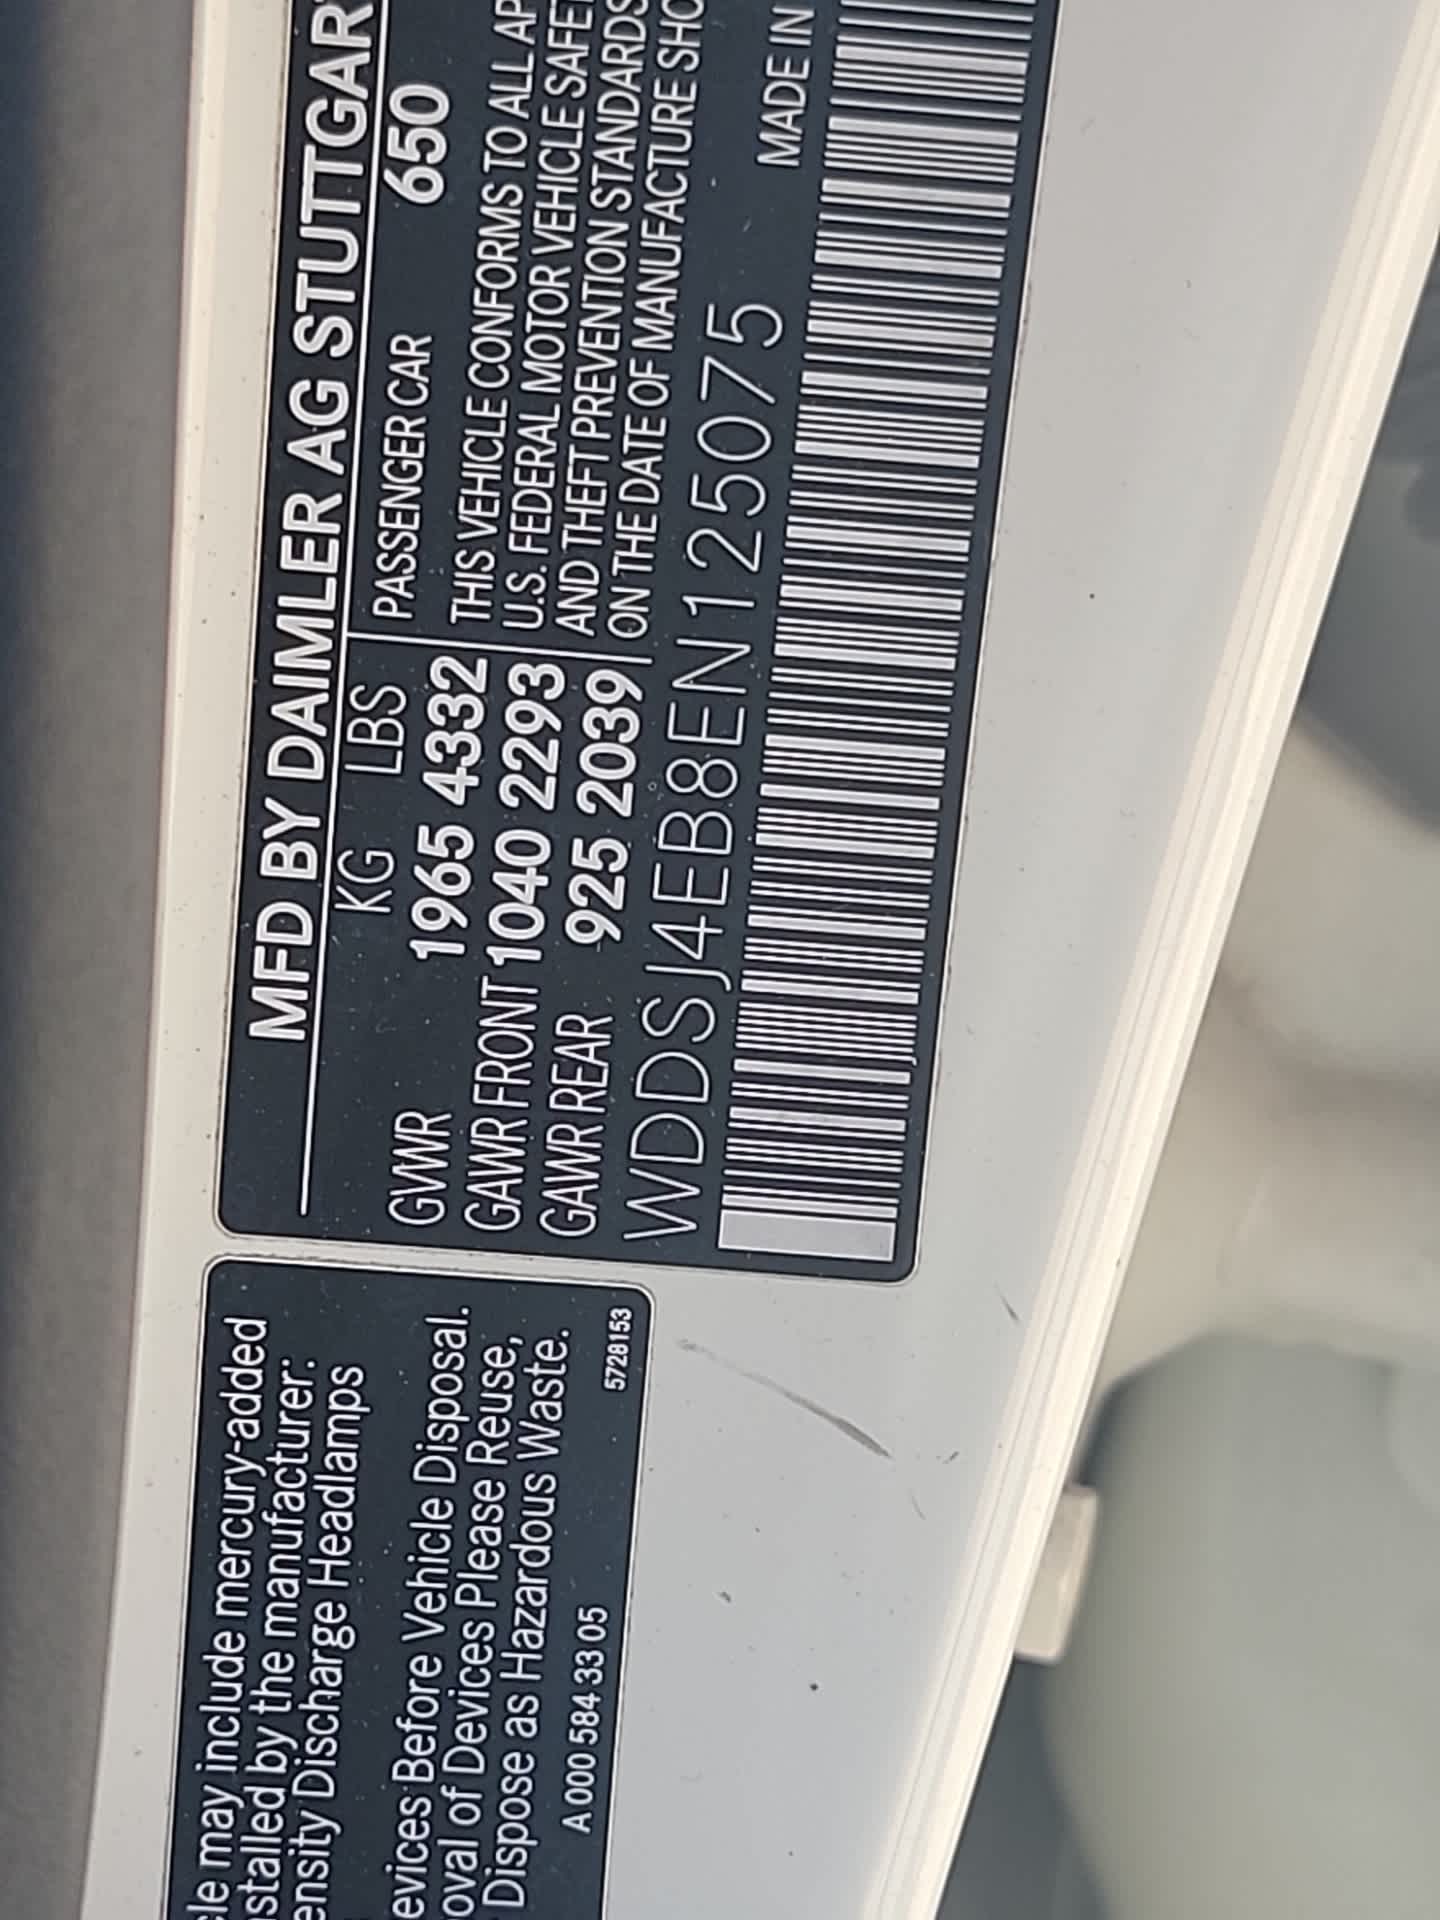 MFD BY DAIMLER AG STUTTGAR
KG LBS PASSENGER CAR 650
GVWR 1965 4332 THIS VEHICLE CONFORMS TO ALL AP
GAWR FRONT 1040 2293 U.S. FEDERAL MOTOR VEHICLE SAFE
GAWR REAR 925 2039 AND THEFT PREVENTION STANDARDS
ON THE DATE OF MANUFACTURE SHO
WDDSJ4EB8EN125075 MADE IN
cle may include mercury-added
nstalled by the manufacturer:
ensity Discharge Headlamps
evices Before Vehicle Disposal.
oval of Devices Please Reuse,
Dispose as Hazardous Waste.
A 000 584 33 05 5728153